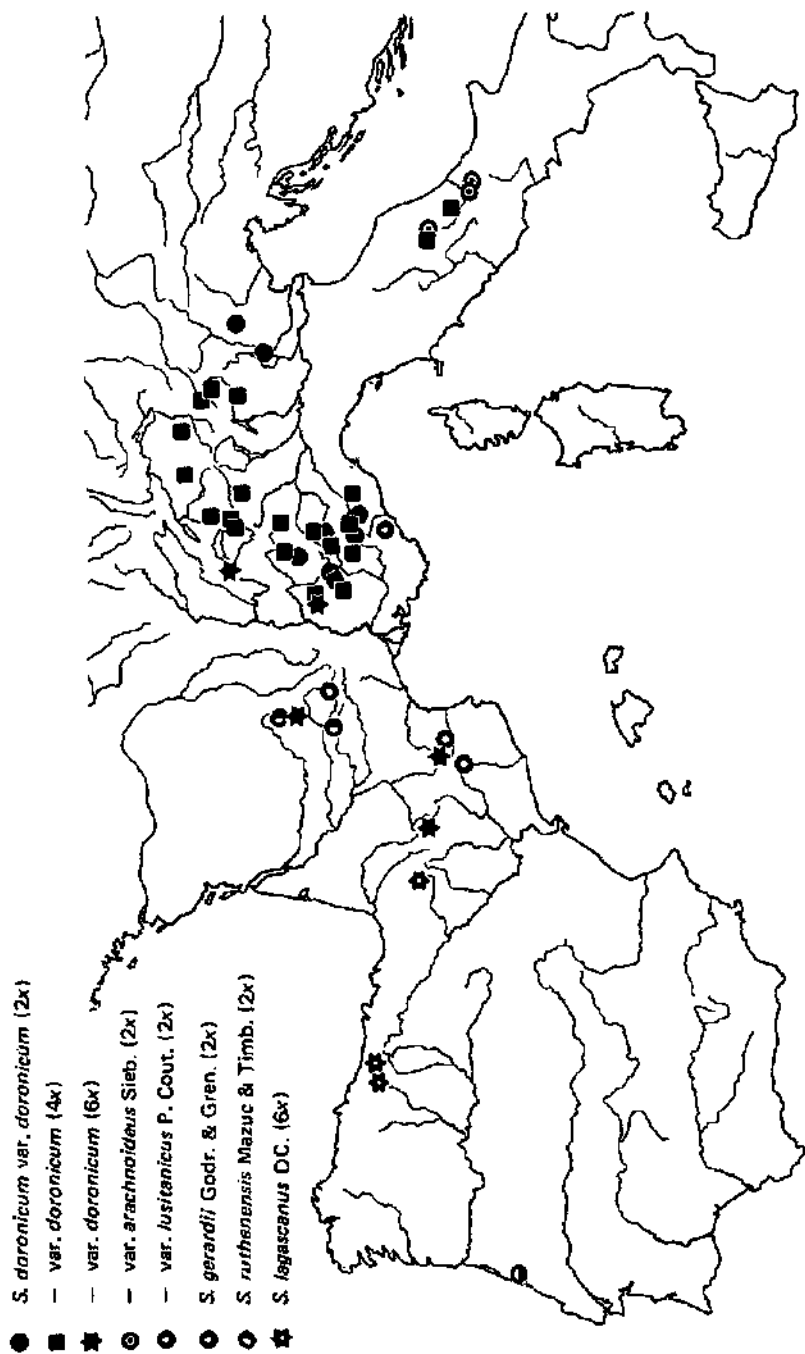 S. doronicum var. doronicum (2x)
– var. doronicum (4x)
– var. doronicum (6x)
– var. arachnoideus Sieb. (2x)
– var. lusitanicus P. Cout. (2x)
S. gerardii Godr. & Gren. (2x)
S. ruthenensis Mazuc & Timb. (2x)
S. lagascanus DC. (6x)